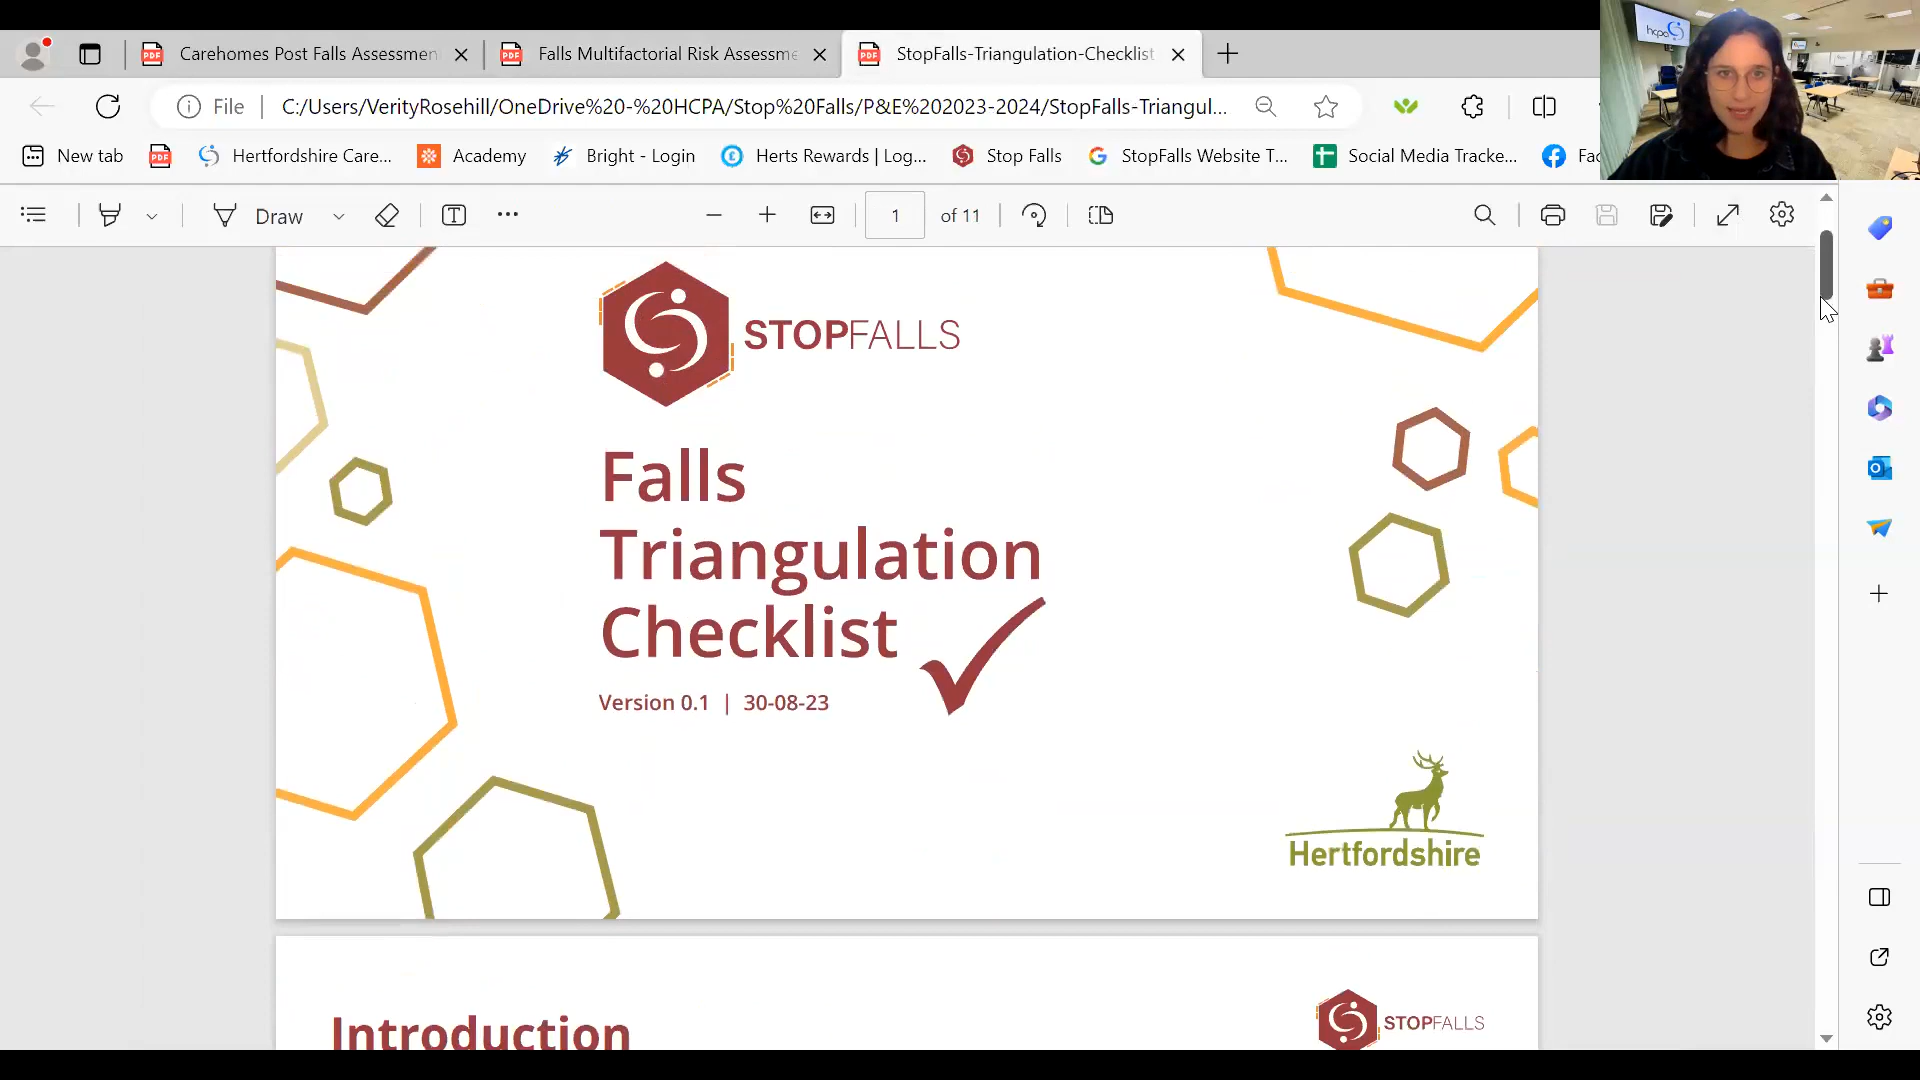 Carehomes Post Falls Assessmen
Falls Multifactorial Risk Assessme
StopFalls-Triangulation-Checklist
File
C:/Users/VerityRosehill/OneDrive%20-%20HCPA/Stop%20Falls/P&E%202023-2024/StopFalls-Triangul...
New tab
Hertfordshire Care...
Academy
Bright - Login
Herts Rewards | Log...
Stop Falls
StopFalls Website T...
Social Media Tracke...
Fac
Draw
1 of 11
hcpa
STOPFALLS
Falls
Triangulation
Checklist
Version 0.1 | 30-08-23
Hertfordshire
Introduction
STOPFALLS